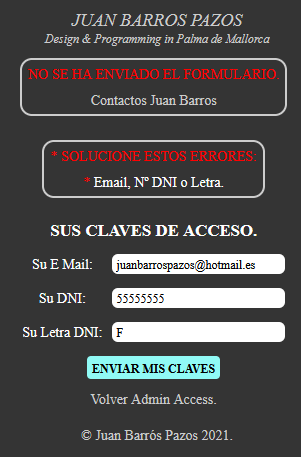 JUAN BARROS PAZOS
Design & Programming in Palma de Mallorca
NO SE HA ENVIADO EL FORMULARIO.
Contactos Juan Barros
* SOLUCIONE ESTOS ERRORES:
* Email, Nº DNI o Letra.
SUS CLAVES DE ACCESO.
Su E Mail: juanbarrospazos@hotmail.es
Su DNI: 55555555
Su Letra DNI: F
ENVIAR MIS CLAVES
Volver Admin Access.
© Juan Barrós Pazos 2021.